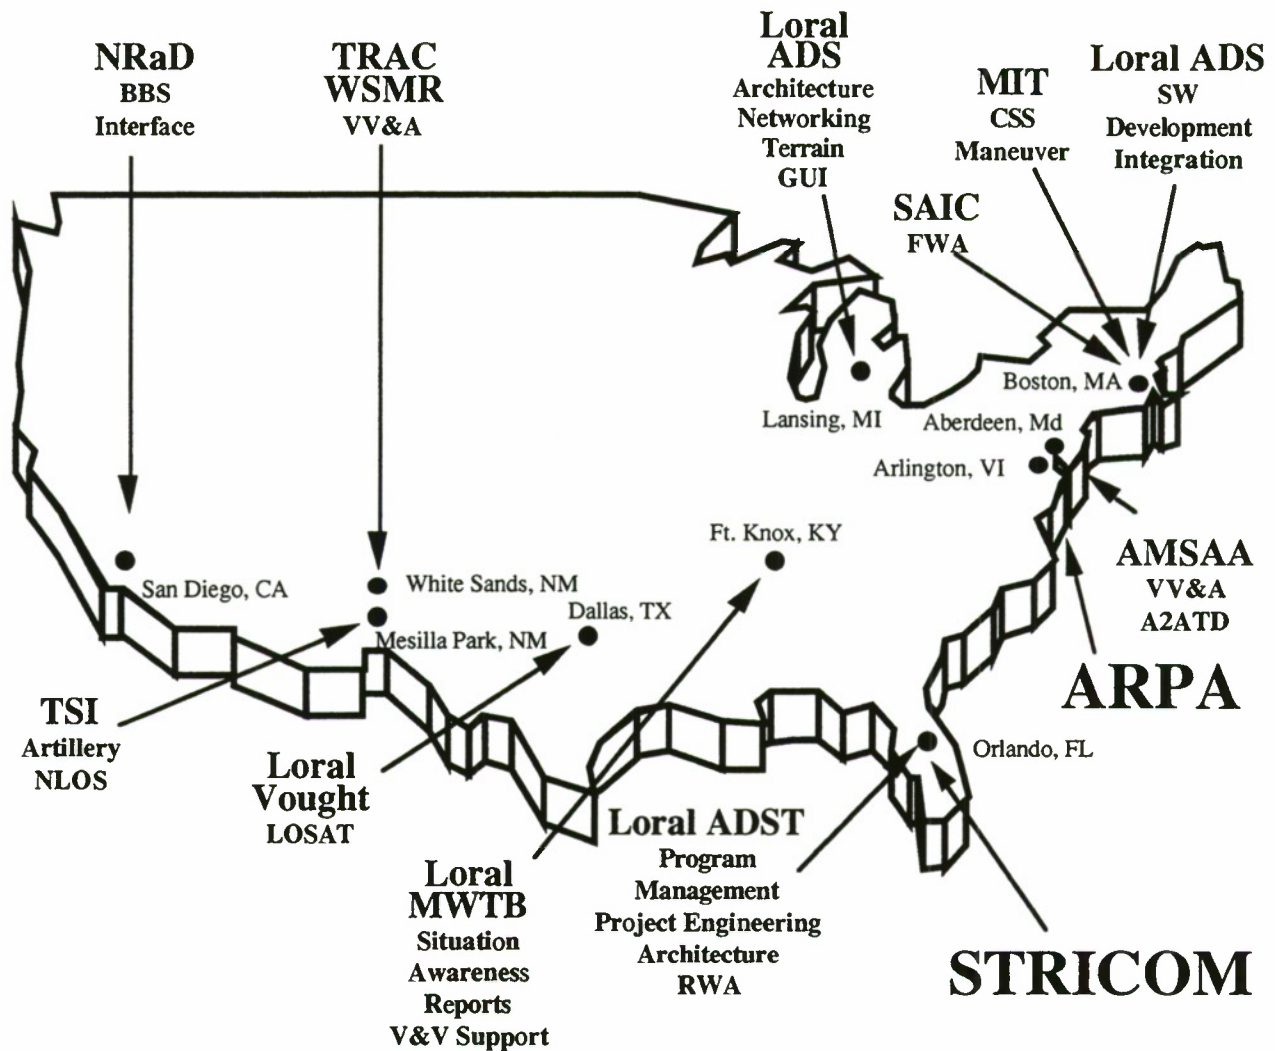 NRaD
BBS
Interface
TRAC
WSMR
VV&A
Loral
ADS
Architecture
Networking
Terrain
GUI
MIT
CSS
Maneuver
Loral ADS
SW
Development
Integration
SAIC
FWA
Boston, MA
Lansing, MI
Aberdeen, Md
Arlington, VI
Ft. Knox, KY
San Diego, CA
White Sands, NM
Dallas, TX
Mesilla Park, NM
AMSAA
VV&A
A2ATD
ARPA
TSI
Artillery
NLOS
Orlando, FL
Loral
Vought
LOSAT
Loral ADST
Program
Management
Project Engineering
Architecture
RWA
Loral
MWTB
Situation
Awareness
Reports
V&V Support
STRICOM